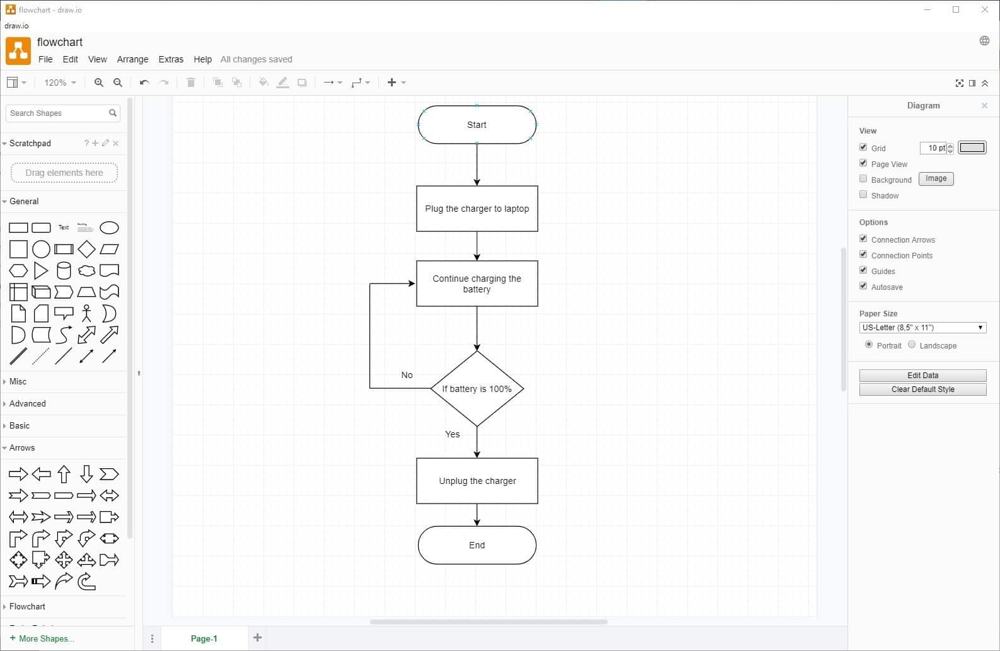 flowchart - draw.io
draw.io
flowchart
File Edit View Arrange Extras Help All changes saved
120%
Search Shapes
Scratchpad ?
Drag elements here
General
Text Heading
Misc
Advanced
Basic
Arrows
Flowchart
+ More Shapes...
Start
Plug the charger to laptop
Continue charging the
battery
No
If battery is 100%
Yes
Unplug the charger
End
Page-1
Diagram
View
Grid 10 pt
Page View
Background Image
Shadow
Options
Connection Arrows
Connection Points
Guides
Autosave
Paper Size
US-Letter (8,5" x 11")
Portrait Landscape
Edit Data
Clear Default Style